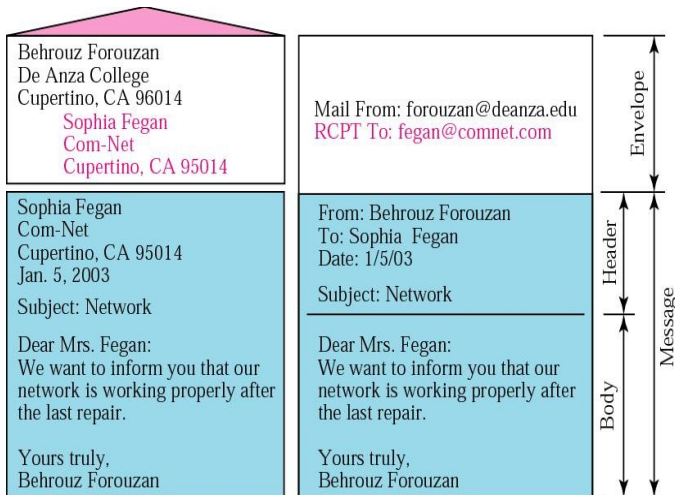 Behrouz Forouzan
De Anza College
Cupertino, CA 96014
Sophia Fegan
Com-Net
Cupertino, CA 95014
Sophia Fegan
Com-Net
Cupertino, CA 95014
Jan. 5, 2003
Subject: Network
Dear Mrs. Fegan:
We want to inform you that our
network is working properly after
the last repair.
Yours truly,
Behrouz Forouzan
Mail From: forouzan@deanza.edu
RCPT To: fegan@comnet.com
From: Behrouz Forouzan
To: Sophia Fegan
Date: 1/5/03
Subject: Network
Dear Mrs. Fegan:
We want to inform you that our
network is working properly after
the last repair.
Yours truly,
Behrouz Forouzan
Envelope
Header
Body
Message